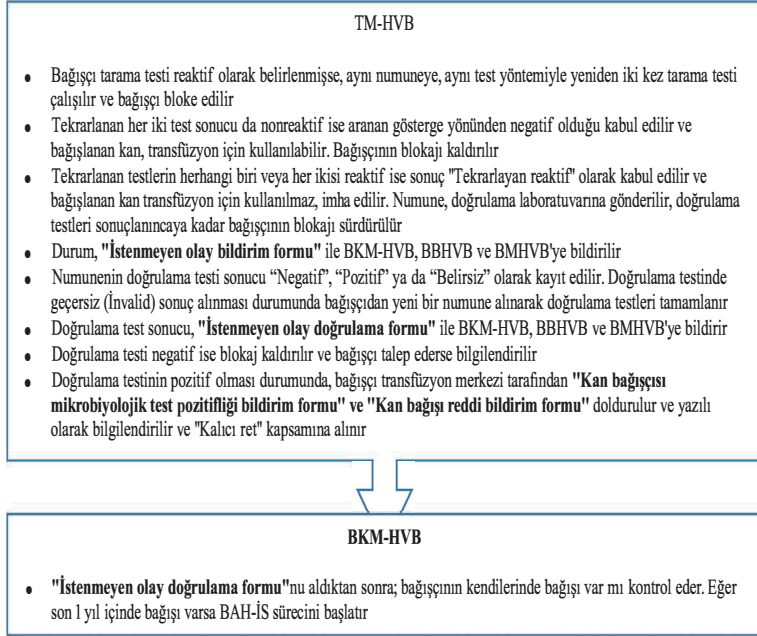 TM-HVB
• Bağışçı tarama testi reaktif olarak belirlenmişse, aynı numuneye, aynı test yöntemiyle yeniden iki kez tarama testi
çalışılır ve bağışçı bloke edilir
• Tekrarlanan her iki test sonucu da nonreaktif ise aranan gösterge yönünden negatif olduğu kabul edilir ve
bağışlanan kan, transfüzyon için kullanılabilir. Bağışçının blokajı kaldırılır
• Tekrarlanan testlerin herhangi biri veya her ikisi reaktif ise sonuç "Tekrarlayan reaktif" olarak kabul edilir ve
bağışlanan kan transfüzyon için kullanılmaz, imha edilir. Numune, doğrulama laboratuvarına gönderilir, doğrulama
testleri sonuçlanıncaya kadar bağışçının blokajı sürdürülür
• Durum, "İstenmeyen olay bildirim formu" ile BKM-HVB, BBHVB ve BMHVB'ye bildirilir
• Numunenin doğrulama testi sonucu “Negatif”, “Pozitif” ya da “Belirsiz” olarak kayıt edilir. Doğrulama testinde
geçersiz (İnvalid) sonuç alınması durumunda bağışçıdan yeni bir numune alınarak doğrulama testleri tamamlanır
• Doğrulama test sonucu, "İstenmeyen olay doğrulama formu" ile BKM-HVB, BBHVB ve BMHVB'ye bildirir
• Doğrulama testi negatif ise blokaj kaldırılır ve bağışçı talep ederse bilgilendirilir
• Doğrulama testinin pozitif olması durumunda, bağışçı transfüzyon merkezi tarafından "Kan bağışçısı
mikrobiyolojik test pozitifliği bildirim formu" ve "Kan bağışı reddi bildirim formu" doldurulur ve yazılı
olarak bilgilendirilir ve "Kalıcı ret" kapsamına alınır
BKM-HVB
• "İstenmeyen olay doğrulama formu"nu aldıktan sonra; bağışçının kendilerinde bağışı var mı kontrol eder. Eğer
son 1 yıl içinde bağışı varsa BAH-İS sürecini başlatır